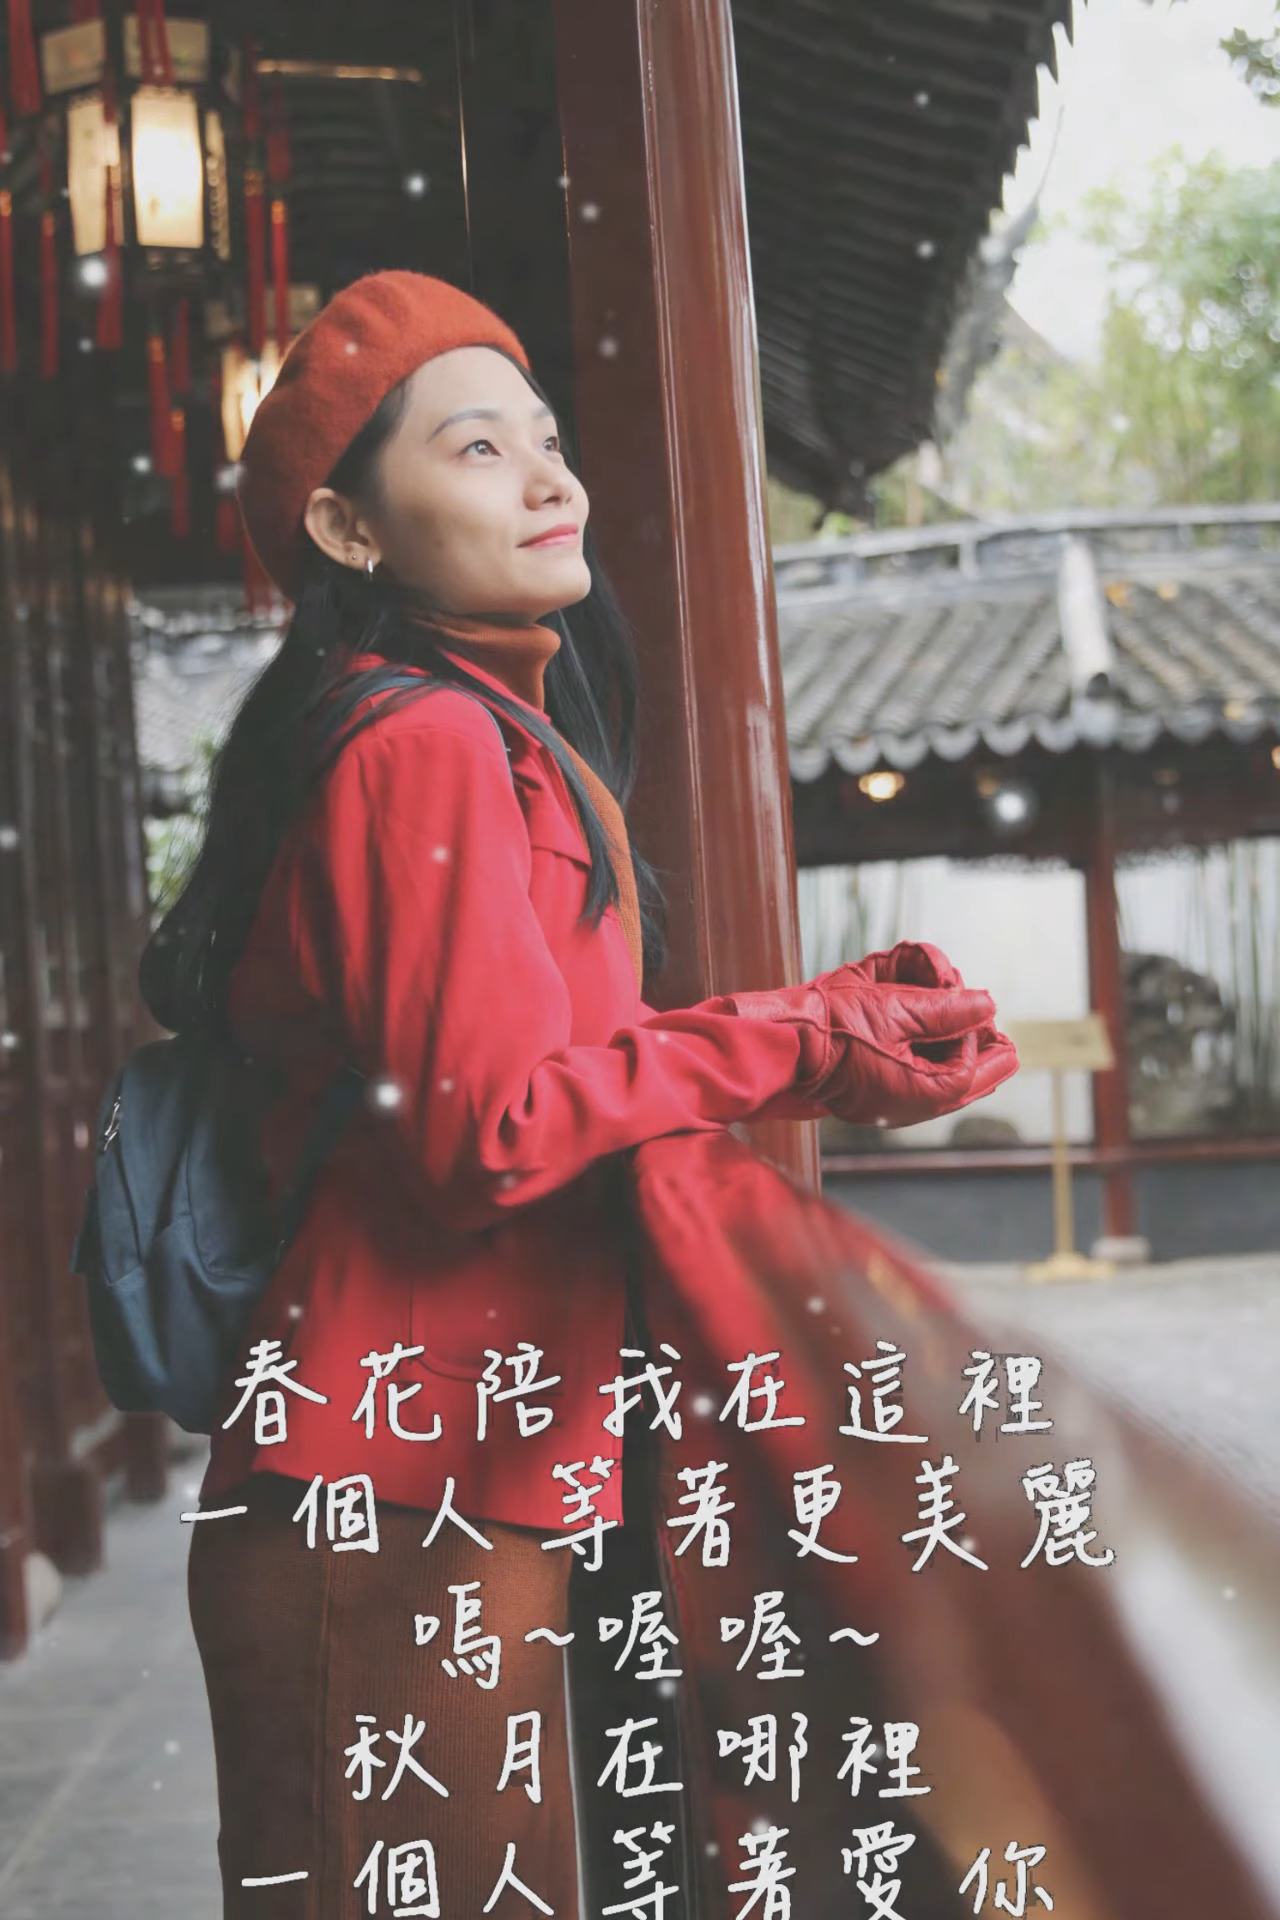 春花陪我在這裡
一個人等著更美麗
嗚~喔喔~
秋月在哪裡
一個人等著愛你